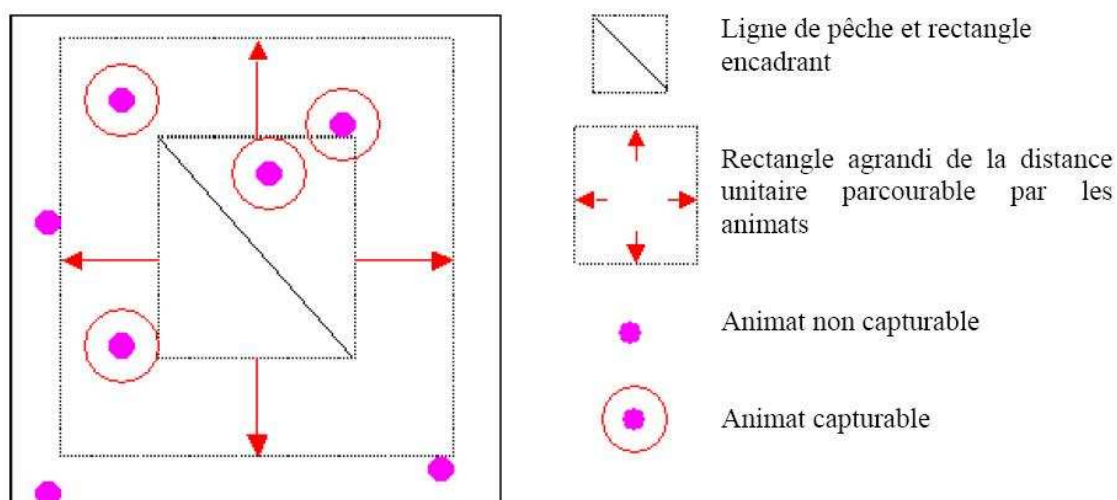 Ligne de pêche et rectangle
encadrant
Rectangle agrandi de la distance
unitaire parcourable par les
animats
Animat non capturable
Animat capturable